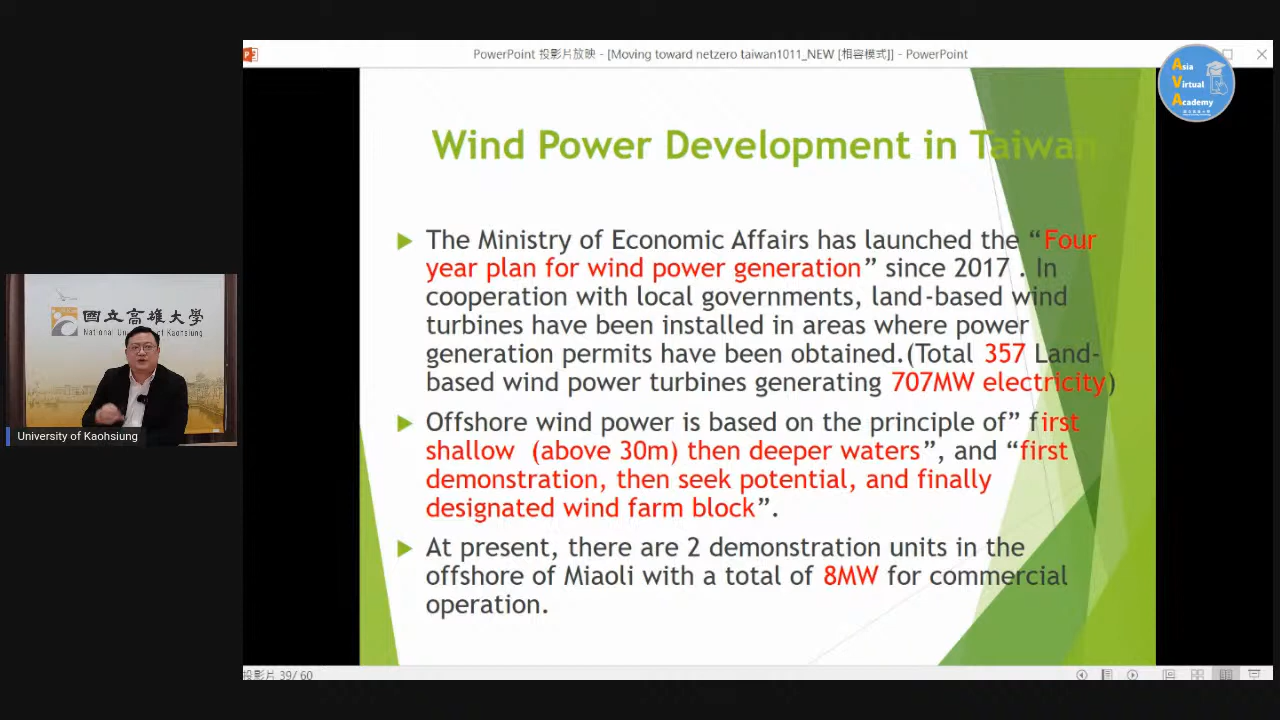 PowerPoint 投影片放映 - [Moving toward netzero taiwan1011_NEW [相容模式]] - PowerPoint
Asia
Virtual
Academy
Wind Power Development in Taiwan
The Ministry of Economic Affairs has launched the “Four
year plan for wind power generation” since 2017 . In
cooperation with local governments, land-based wind
turbines have been installed in areas where power
generation permits have been obtained.(Total 357 Land-
based wind power turbines generating 707MW electricity)
Offshore wind power is based on the principle of” first
shallow (above 30m) then deeper waters”, and “first
demonstration, then seek potential, and finally
designated wind farm block”.
At present, there are 2 demonstration units in the
offshore of Miaoli with a total of 8MW for commercial
operation.
國立高雄大學
National University of Kaohsiung
University of Kaohsiung
投影片 39/ 60